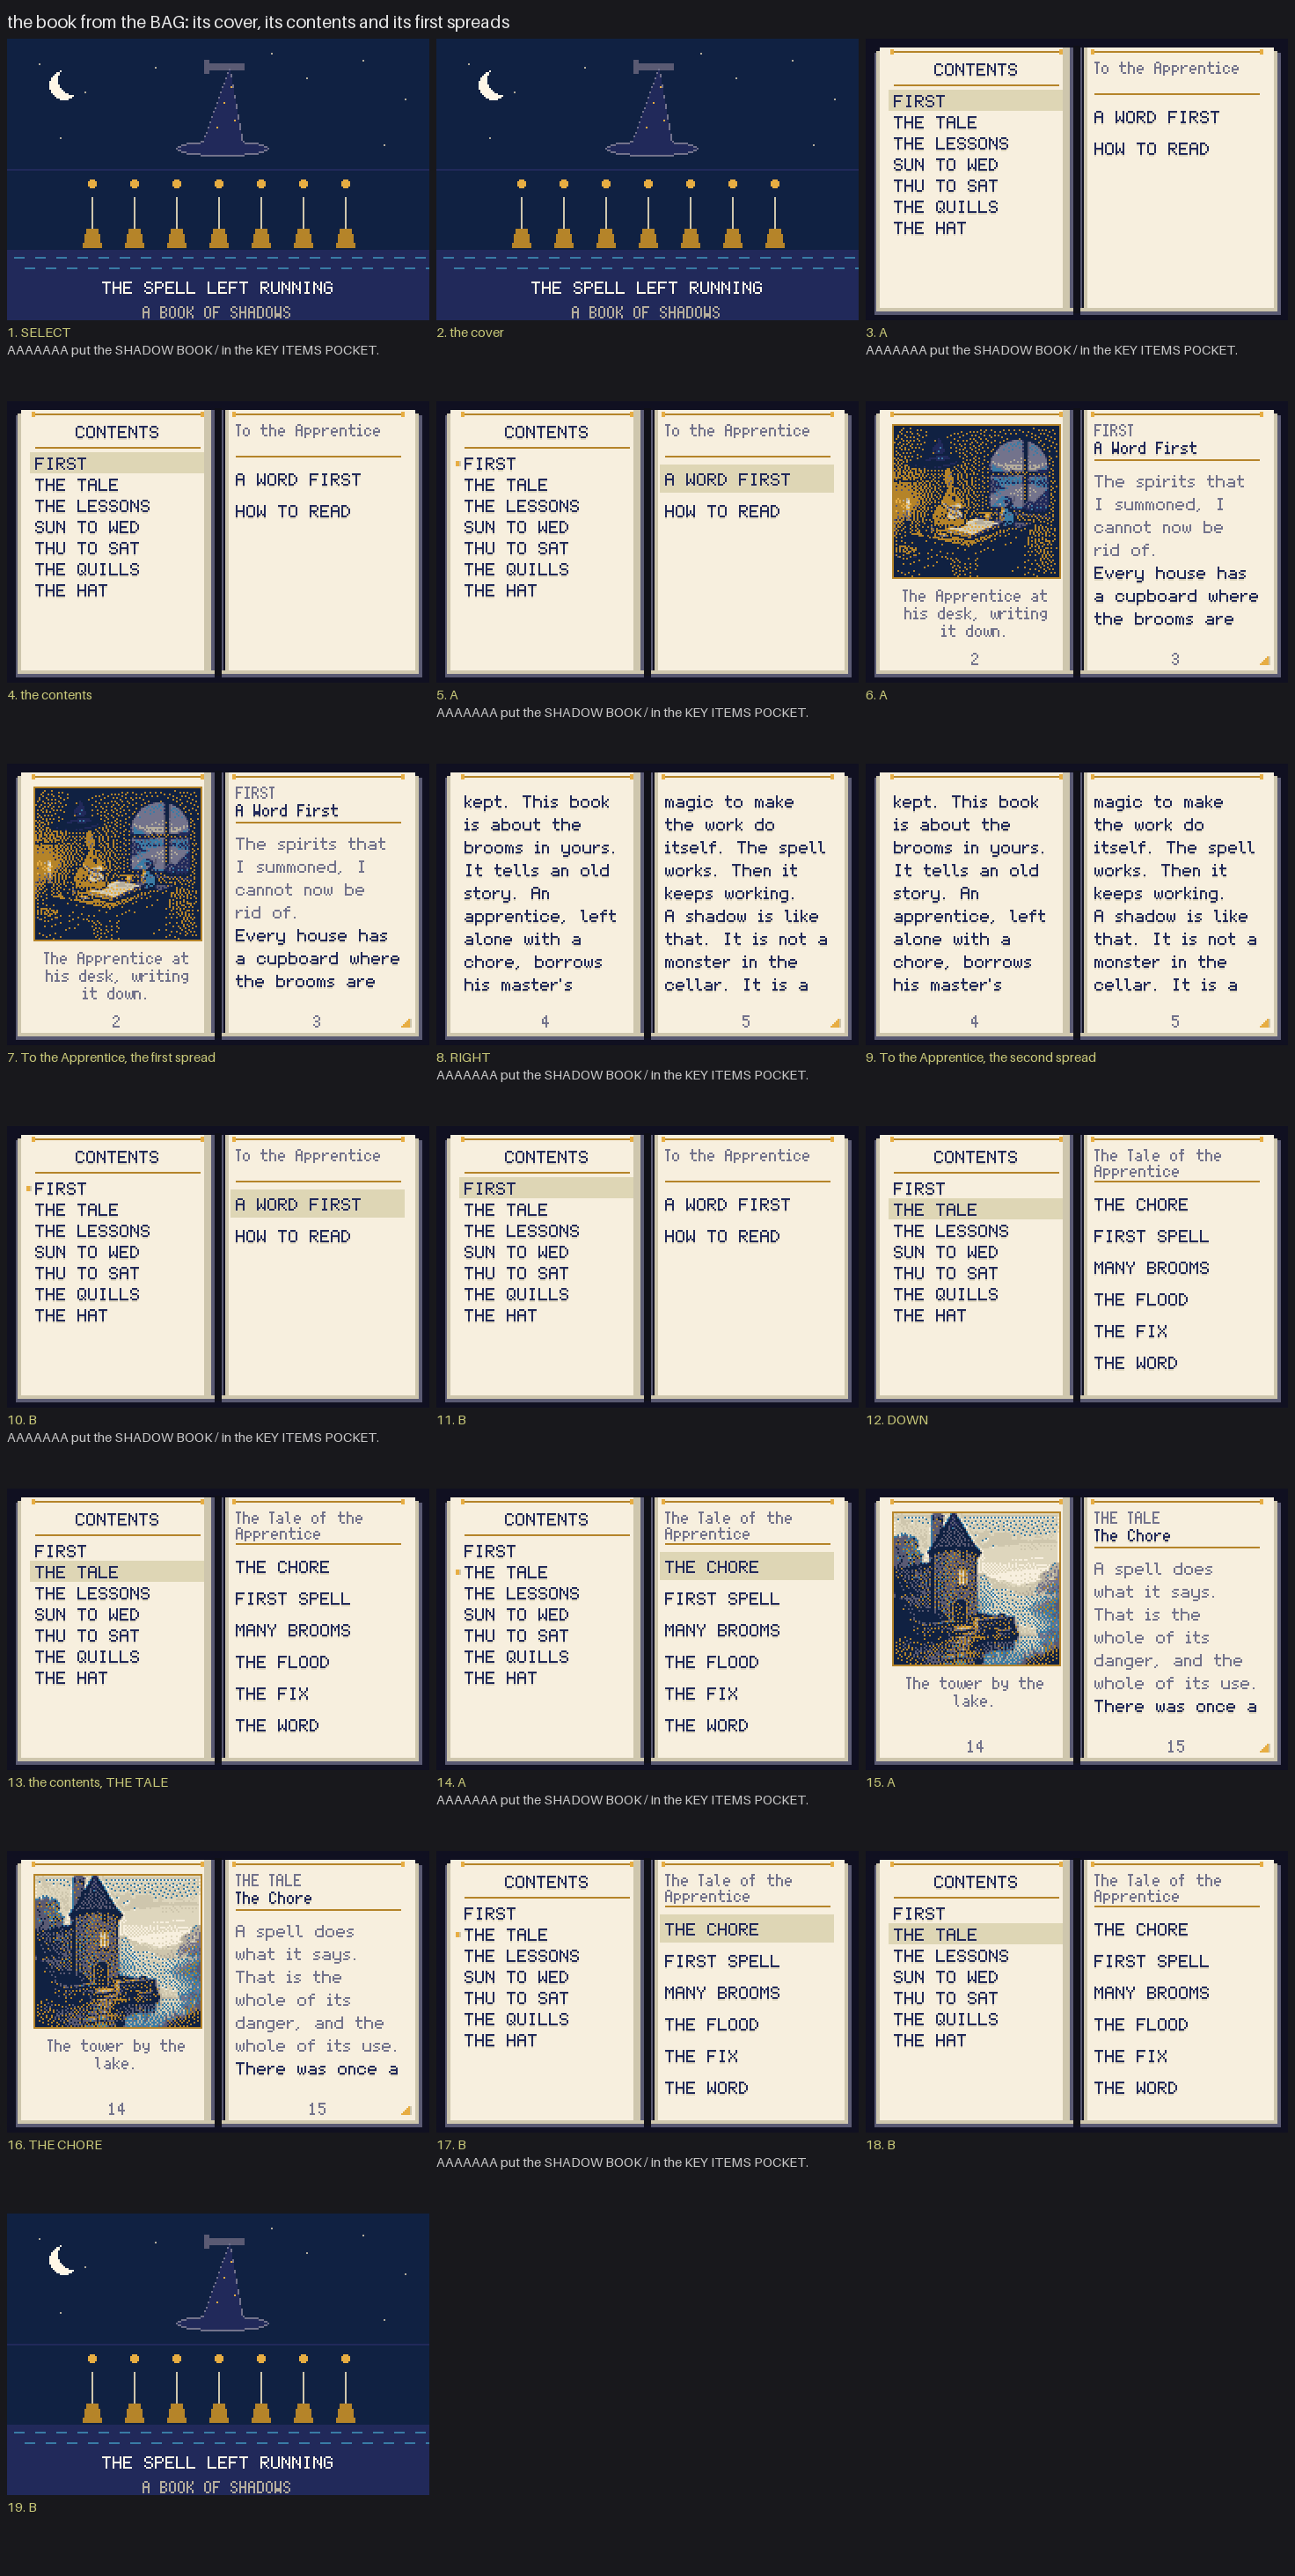 the book from the BAG: its cover, its contents and its first spreads
THE SPELL LEFT RUNNING
A BOOK OF SHADOWS
1. SELECT
AAAAAAA put the SHADOW BOOK / in the KEY ITEMS POCKET.
THE SPELL LEFT RUNNING
A BOOK OF SHADOWS
2. the cover
CONTENTS
FIRST
THE TALE
THE LESSONS
SUN TO WED
THU TO SAT
THE QUILLS
THE HAT
To the Apprentice
A WORD FIRST
HOW TO READ
3. A
AAAAAAA put the SHADOW BOOK / in the KEY ITEMS POCKET.
CONTENTS
FIRST
THE TALE
THE LESSONS
SUN TO WED
THU TO SAT
THE QUILLS
THE HAT
To the Apprentice
A WORD FIRST
HOW TO READ
4. the contents
CONTENTS
FIRST
THE TALE
THE LESSONS
SUN TO WED
THU TO SAT
THE QUILLS
THE HAT
To the Apprentice
A WORD FIRST
HOW TO READ
5. A
AAAAAAA put the SHADOW BOOK / in the KEY ITEMS POCKET.
The Apprentice at
his desk, writing
it down.
2
FIRST
A Word First
The spirits that
I summoned, I
cannot now be
rid of.
Every house has
a cupboard where
the brooms are
3
6. A
The Apprentice at
his desk, writing
it down.
2
FIRST
A Word First
The spirits that
I summoned, I
cannot now be
rid of.
Every house has
a cupboard where
the brooms are
3
7. To the Apprentice, the first spread
kept. This book
is about the
brooms in yours.
It tells an old
story. An
apprentice, left
alone with a
chore, borrows
his master's
4
magic to make
the work do
itself. The spell
works. Then it
keeps working.
A shadow is like
that. It is not a
monster in the
cellar. It is a
5
8. RIGHT
AAAAAAA put the SHADOW BOOK / in the KEY ITEMS POCKET.
kept. This book
is about the
brooms in yours.
It tells an old
story. An
apprentice, left
alone with a
chore, borrows
his master's
4
magic to make
the work do
itself. The spell
works. Then it
keeps working.
A shadow is like
that. It is not a
monster in the
cellar. It is a
5
9. To the Apprentice, the second spread
CONTENTS
FIRST
THE TALE
THE LESSONS
SUN TO WED
THU TO SAT
THE QUILLS
THE HAT
To the Apprentice
A WORD FIRST
HOW TO READ
10. B
AAAAAAA put the SHADOW BOOK / in the KEY ITEMS POCKET.
CONTENTS
FIRST
THE TALE
THE LESSONS
SUN TO WED
THU TO SAT
THE QUILLS
THE HAT
To the Apprentice
A WORD FIRST
HOW TO READ
11. B
CONTENTS
FIRST
THE TALE
THE LESSONS
SUN TO WED
THU TO SAT
THE QUILLS
THE HAT
The Tale of the
Apprentice
THE CHORE
FIRST SPELL
MANY BROOMS
THE FLOOD
THE FIX
THE WORD
12. DOWN
CONTENTS
FIRST
THE TALE
THE LESSONS
SUN TO WED
THU TO SAT
THE QUILLS
THE HAT
The Tale of the
Apprentice
THE CHORE
FIRST SPELL
MANY BROOMS
THE FLOOD
THE FIX
THE WORD
13. the contents, THE TALE
CONTENTS
FIRST
THE TALE
THE LESSONS
SUN TO WED
THU TO SAT
THE QUILLS
THE HAT
The Tale of the
Apprentice
THE CHORE
FIRST SPELL
MANY BROOMS
THE FLOOD
THE FIX
THE WORD
14. A
AAAAAAA put the SHADOW BOOK / in the KEY ITEMS POCKET.
The tower by the
lake.
14
THE TALE
The Chore
A spell does
what it says.
That is the
whole of its
danger, and the
whole of its use.
There was once a
15
15. A
The tower by the
lake.
14
THE TALE
The Chore
A spell does
what it says.
That is the
whole of its
danger, and the
whole of its use.
There was once a
15
16. THE CHORE
CONTENTS
FIRST
THE TALE
THE LESSONS
SUN TO WED
THU TO SAT
THE QUILLS
THE HAT
The Tale of the
Apprentice
THE CHORE
FIRST SPELL
MANY BROOMS
THE FLOOD
THE FIX
THE WORD
17. B
AAAAAAA put the SHADOW BOOK / in the KEY ITEMS POCKET.
CONTENTS
FIRST
THE TALE
THE LESSONS
SUN TO WED
THU TO SAT
THE QUILLS
THE HAT
The Tale of the
Apprentice
THE CHORE
FIRST SPELL
MANY BROOMS
THE FLOOD
THE FIX
THE WORD
18. B
THE SPELL LEFT RUNNING
A BOOK OF SHADOWS
19. B